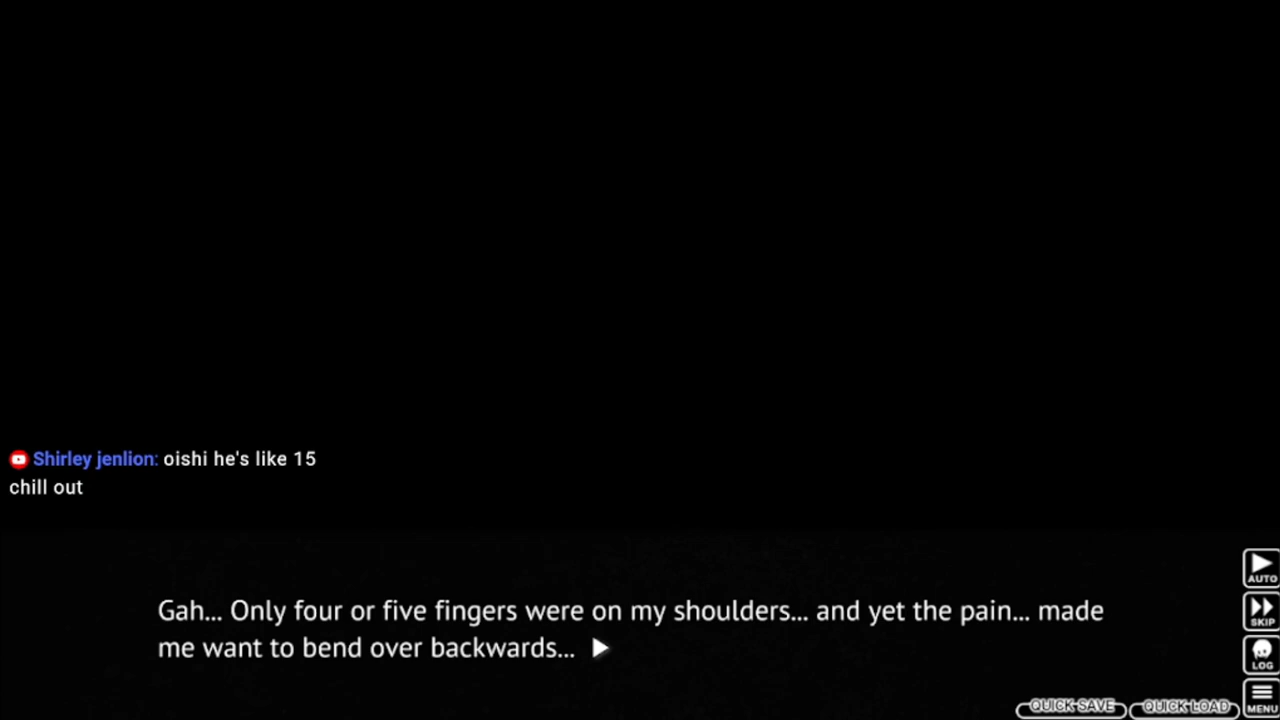 Shirley jenlion: oishi he's like 15
chill out
Gah... Only four or five fingers were on my shoulders... and yet the pain... made
me want to bend over backwards...
AUTO
SKIP
LOG
MENU
QUICK SAVE QUICK LOAD